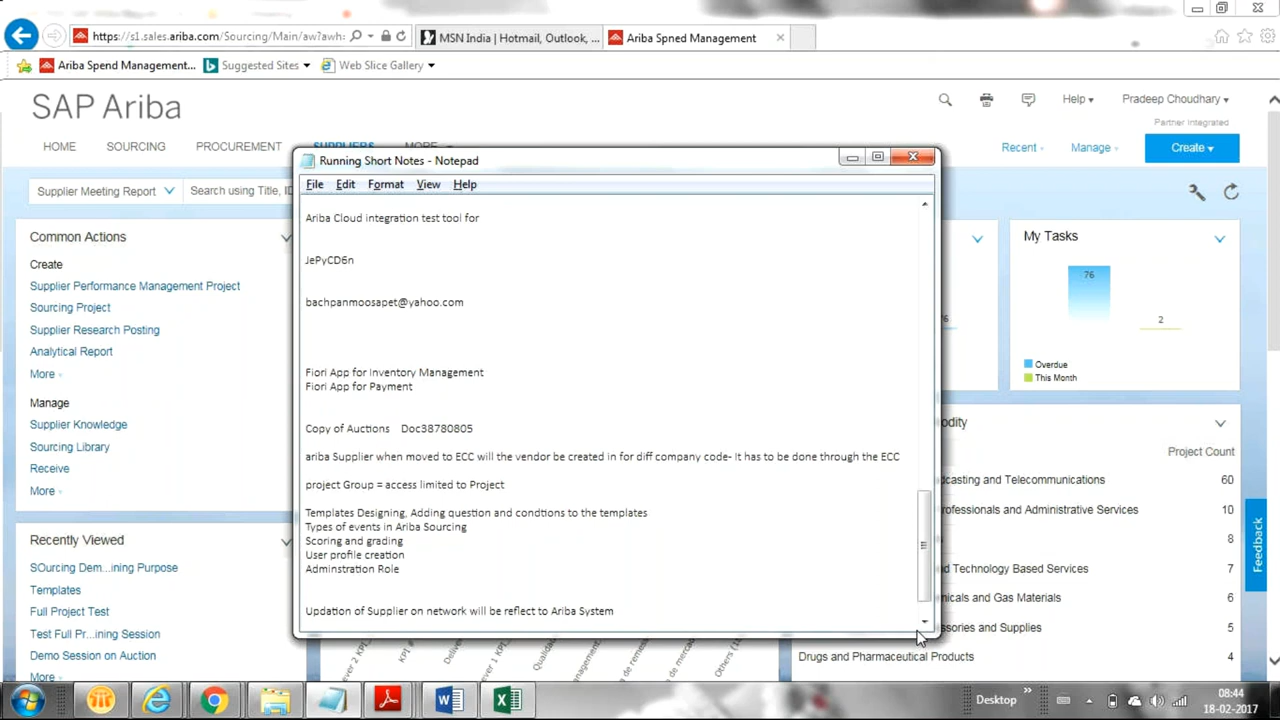 https://s1.sales.ariba.com/Sourcing/Main/aw?awh:
MSN India | Hotmail, Outlook, ...
Ariba Spned Management
Ariba Spend Management...
Suggested Sites
Web Slice Gallery
SAP Ariba
Help
Pradeep Choudhary
Partner Integrated
HOME
SOURCING
PROCUREMENT
SUPPLIERS
MORE
Recent
Manage
Create
Supplier Meeting Report
Search using Title, ID
Common Actions
Create
Supplier Performance Management Project
Sourcing Project
Supplier Research Posting
Analytical Report
More
Manage
Supplier Knowledge
Sourcing Library
Receive
More
Recently Viewed
SOurcing Dem...ining Purpose
Templates
Full Project Test
Test Full Pr...ining Session
Demo Session on Auction
More
Running Short Notes - Notepad
File Edit Format View Help
Ariba Cloud integration test tool for
JePyCD6n
bachpanmoosapet@yahoo.com
Fiori App for Inventory Management
Fiori App for Payment
Copy of Auctions Doc38780805
ariba Supplier when moved to ECC will the vendor be created in for diff company code- It has to be done through the ECC
project Group = access limited to Project
Templates Designing, Adding question and condtions to the templates
Types of events in Ariba Sourcing
Scoring and grading
User profile creation
Adminstration Role
Updation of Supplier on network will be reflect to Ariba System
My Tasks
76
2
Overdue
This Month
odity
Project Count
dcasting and Telecommunications 60
rofessionals and Administrative Services 10
8
nd Technology Based Services 7
micals and Gas Materials 6
ssories and Supplies 5
Drugs and Pharmaceutical Products 4
KPI #
Feedback
Desktop
08:44
18-02-2017